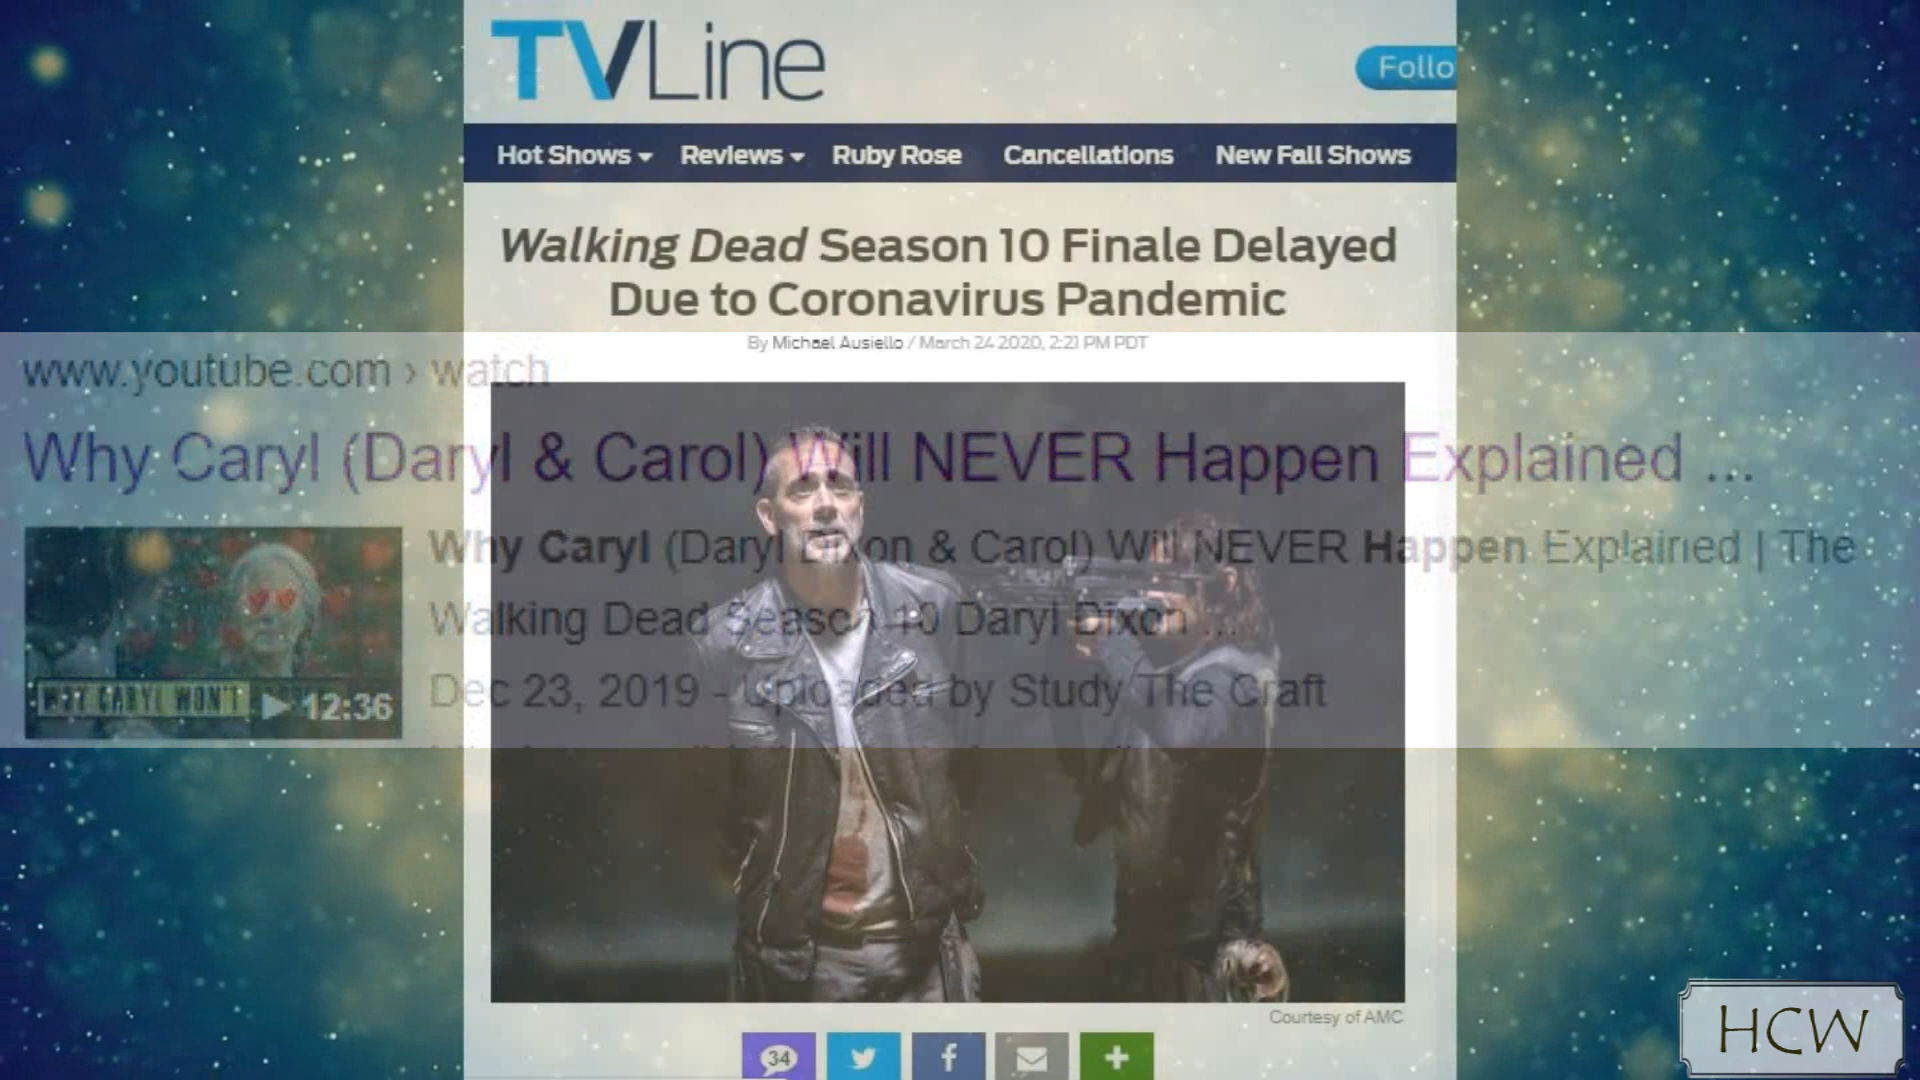 TVLine
Follo
Hot Shows Reviews Ruby Rose Cancellations New Fall Shows
Walking Dead Season 10 Finale Delayed
Due to Coronavirus Pandemic
By Michael Ausiello / March 24 2020, 2:21 PM PDT
www.youtube.com › watch
Why Caryl (Daryl & Carol) Will NEVER Happen Explained ...
Why Caryl (Daryl Dixon & Carol) Will NEVER Happen Explained | The
Walking Dead Season 10 Daryl Dixon ...
Dec 23, 2019 - Uploaded by Study The Craft
WHY CARYL WON'T
12:36
Courtesy of AMC
34
HCW